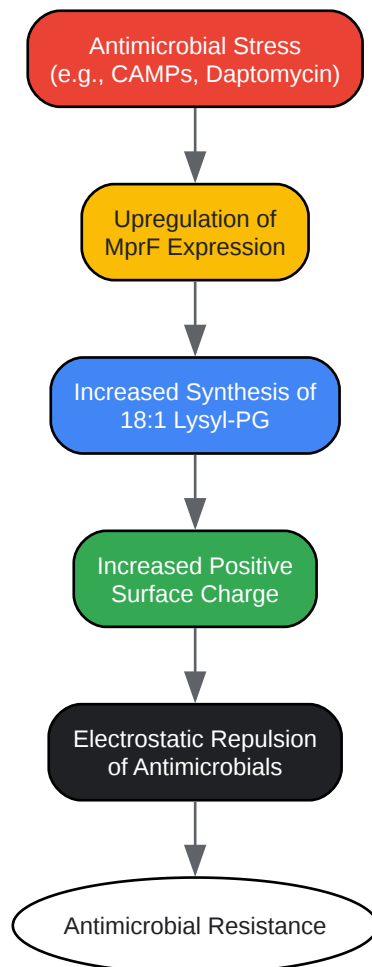 Antimicrobial Stress
(e.g., CAMPs, Daptomycin)
Upregulation of
MprF Expression
Increased Synthesis of
18:1 Lysyl-PG
Increased Positive
Surface Charge
Electrostatic Repulsion
of Antimicrobials
Antimicrobial Resistance